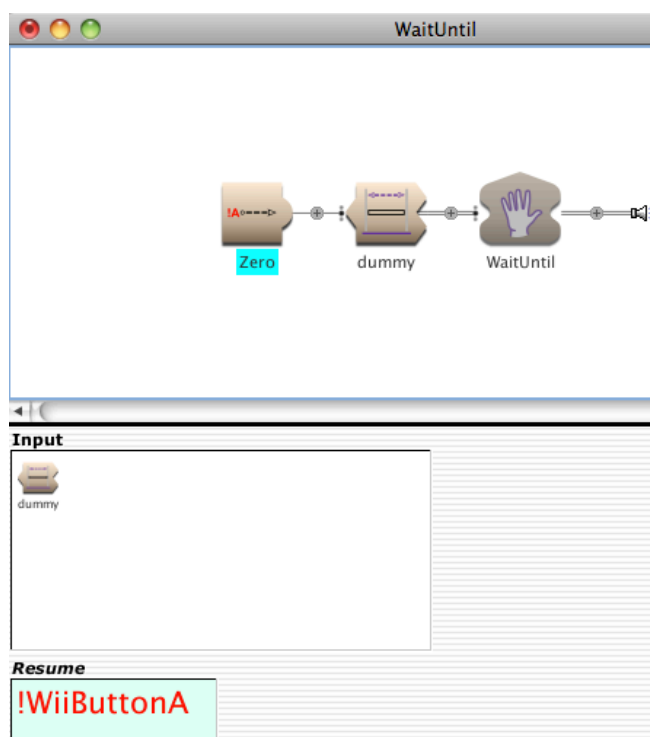 WaitUntil
!A
Zero
dummy
WaitUntil
Input
dummy
Resume
!WiiButtonA